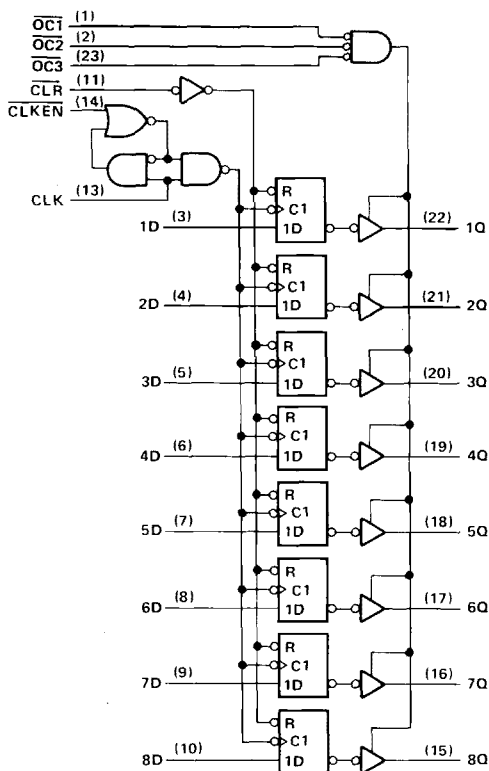 OC1 (1)
OC2 (2)
OC3 (23)
CLR (11)
CLKEN (14)
CLK (13)
R
C1
1D (3) 1D (22) 1Q
R
C1
2D (4) 1D (21) 2Q
R
C1
3D (5) 1D (20) 3Q
R
C1
4D (6) 1D (19) 4Q
R
C1
5D (7) 1D (18) 5Q
R
C1
6D (8) 1D (17) 6Q
R
C1
7D (9) 1D (16) 7Q
R
C1
8D (10) 1D (15) 8Q